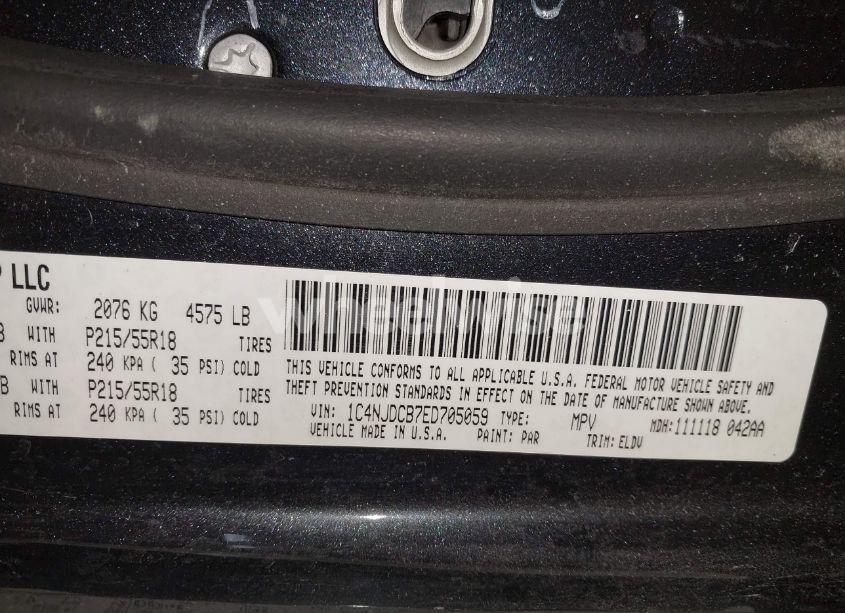 LLC
GVWR: 2076 KG 4575 LB
WITH P215/55R18 TIRES
RIMS AT 240 KPA ( 35 PSI) COLD
WITH P215/55R18 TIRES
RIMS AT 240 KPA ( 35 PSI) COLD
THIS VEHICLE CONFORMS TO ALL APPLICABLE U.S.A. FEDERAL MOTOR VEHICLE SAFETY AND
THEFT PREVENTION STANDARDS IN EFFECT ON THE DATE OF MANUFACTURE SHOWN ABOVE.
VIN: 1C4NJDCB7ED705059 TYPE: MPV MDH:111118 042AA
VEHICLE MADE IN U.S.A. PAINT: PAR TRIM: ELDV
wheelwise